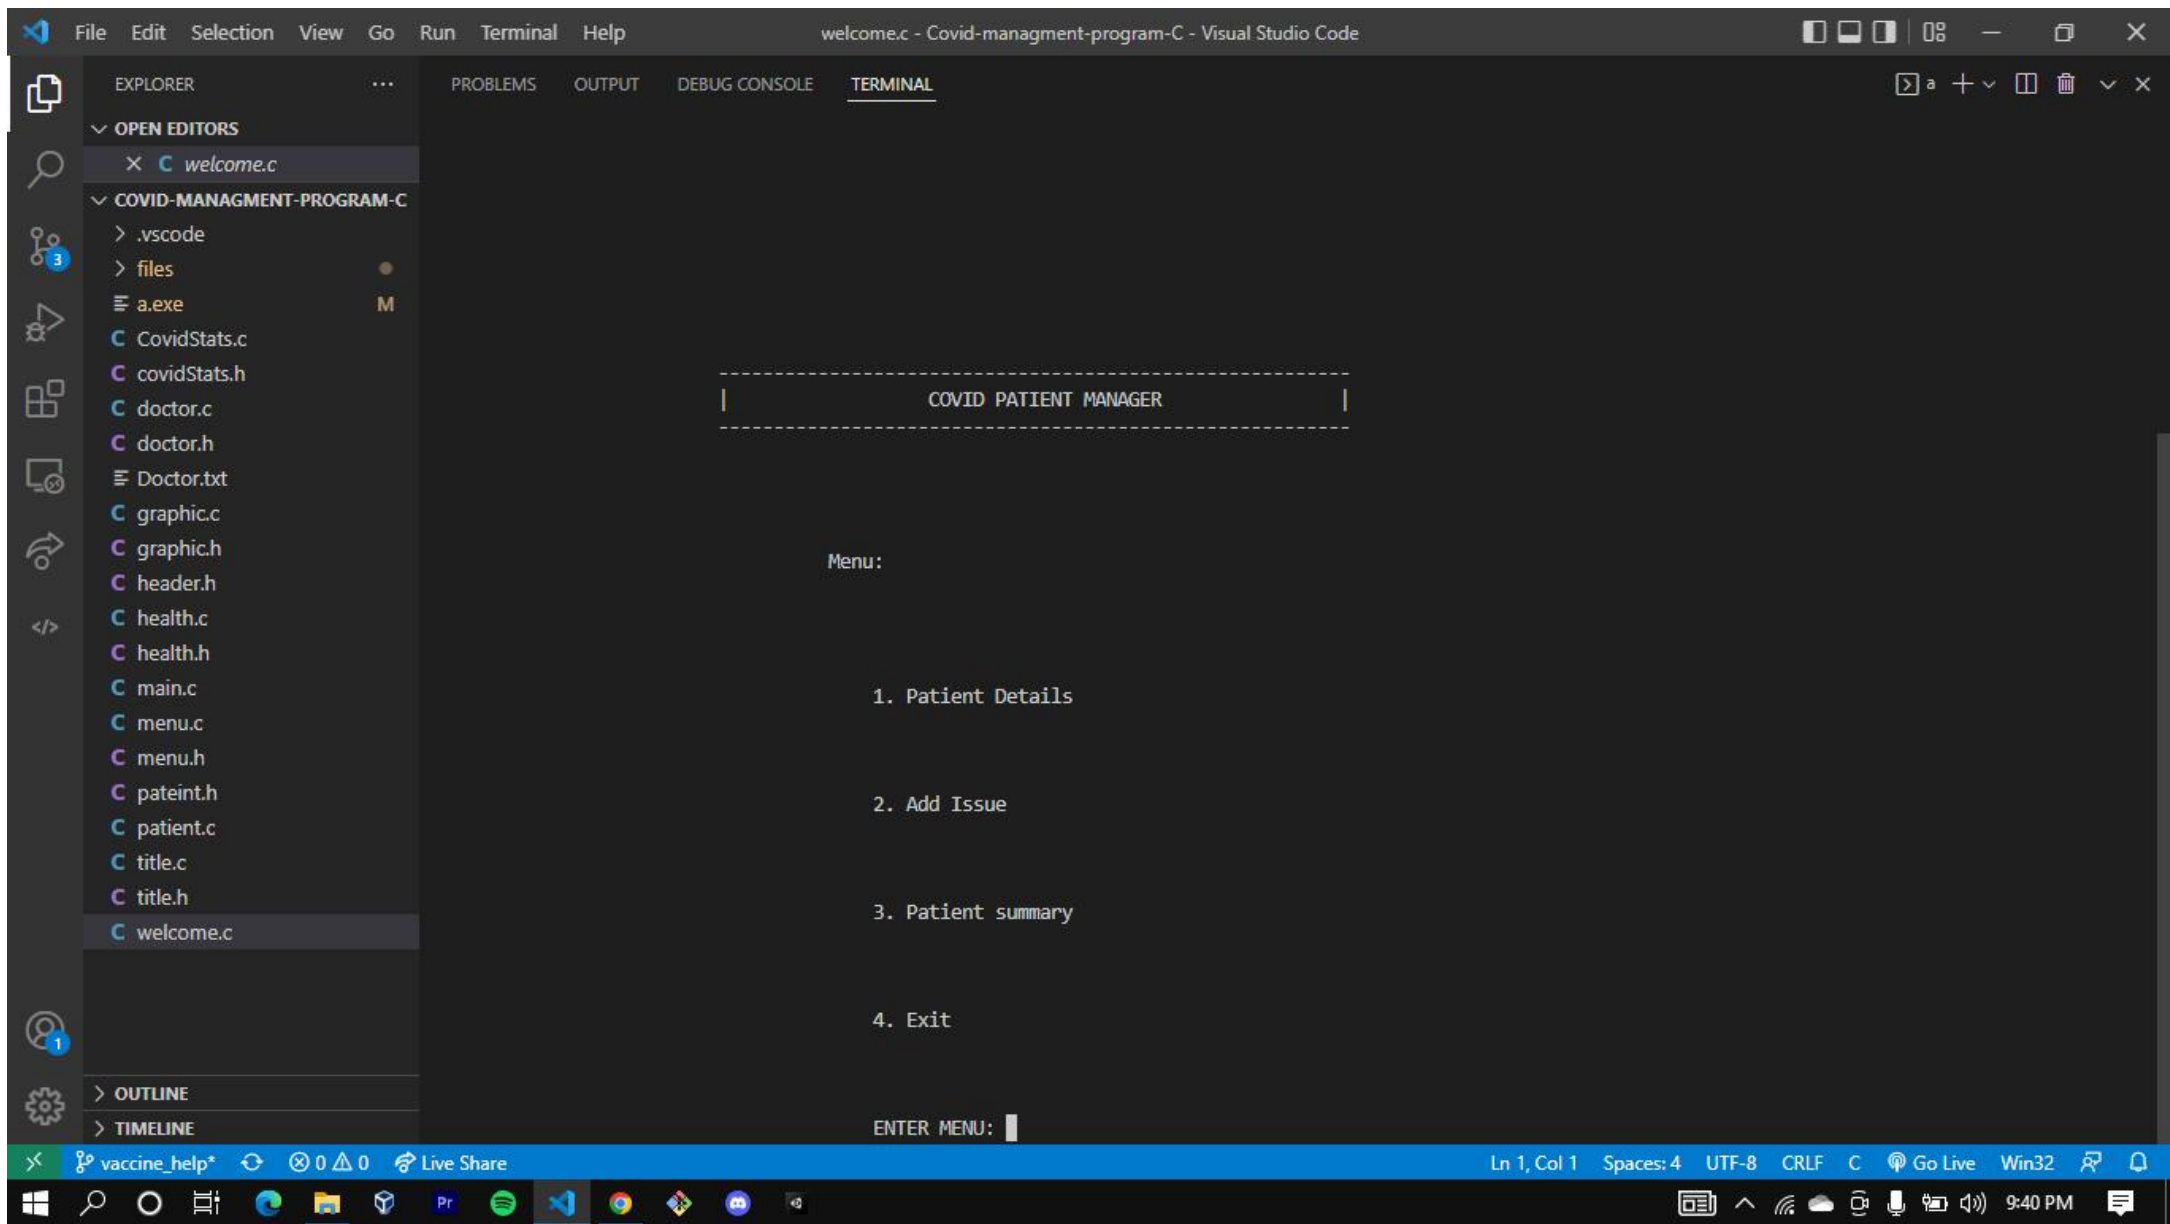 File Edit Selection View Go Run Terminal Help welcome.c - Covid-managment-program-C - Visual Studio Code
EXPLORER ... PROBLEMS OUTPUT DEBUG CONSOLE TERMINAL a
OPEN EDITORS
C welcome.c
COVID-MANAGMENT-PROGRAM-C
.vscode
3
files
a.exe M
C CovidStats.c
C covidStats.h
C doctor.c
C doctor.h
Doctor.txt
C graphic.c
C graphic.h
C header.h
C health.c
C health.h
C main.c
C menu.c
C menu.h
C pateint.h
C patient.c
C title.c
C title.h
C welcome.c
1
OUTLINE
TIMELINE
---------------------------------------------------------
| COVID PATIENT MANAGER |
---------------------------------------------------------
Menu:
1. Patient Details
2. Add Issue
3. Patient summary
4. Exit
ENTER MENU:
vaccine_help* 0 0 Live Share Ln 1, Col 1 Spaces: 4 UTF-8 CRLF C Go Live Win32
Pr 9:40 PM